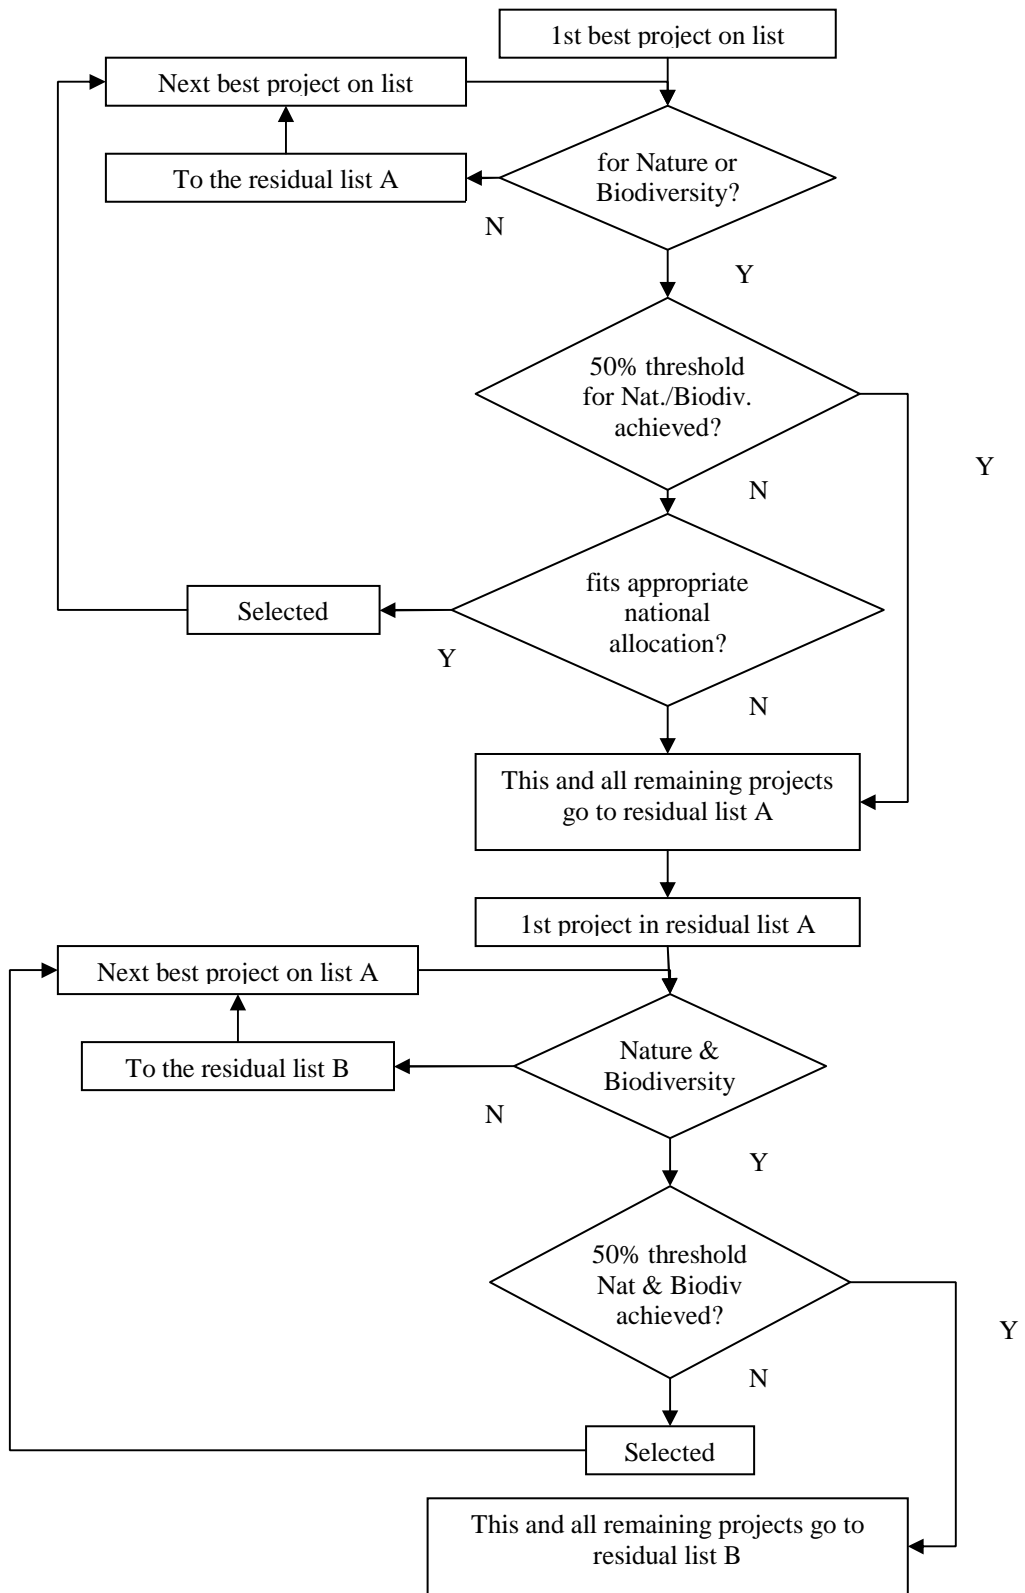 1st best project on list
Next best project on list
for Nature or
Biodiversity?
To the residual list A
N
Y
50% threshold
for Nat./Biodiv.
achieved?
Y
N
fits appropriate
national
allocation?
Selected
Y
N
This and all remaining projects
go to residual list A
1st project in residual list A
Next best project on list A
Nature &
Biodiversity
To the residual list B
N
Y
50% threshold
Nat & Biodiv
achieved?
Y
N
Selected
This and all remaining projects go to
residual list B